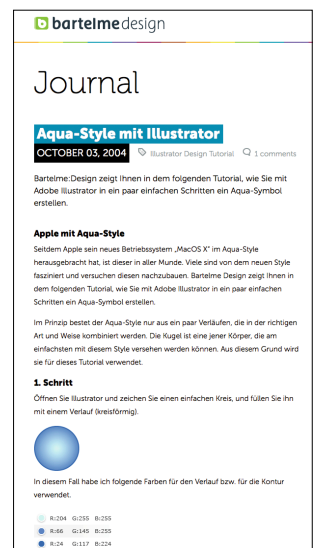 bartelmedesign
Journal
Aqua-Style mit Illustrator
OCTOBER 03, 2004 Illustrator Design Tutorial 1 comments
Bartelme:Design zeigt Ihnen in dem folgenden Tutorial, wie Sie mit
Adobe Illustrator in ein paar einfachen Schritten ein Aqua-Symbol
erstellen.
Apple mit Aqua-Style
Seitdem Apple sein neues Betriebssystem „MacOS X“ im Aqua-Style
herausgebracht hat, ist dieser in aller Munde. Viele sind von dem neuen Style
fasziniert und versuchen diesen nachzubauen. Bartelme Design zeigt Ihnen in
dem folgenden Tutorial, wie Sie mit Adobe Illustrator in ein paar einfachen
Schritten ein Aqua-Symbol erstellen.
Im Prinzip bestet der Aqua-Style nur aus ein paar Verläufen, die in der richtigen
Art und Weise kombiniert werden. Die Kugel ist eine jener Körper, die am
einfachsten mit diesem Style versehen werden können. Aus diesem Grund wird
sie für dieses Tutorial verwendet.
1. Schritt
Öffnen Sie Illustrator und zeichnen Sie einen einfachen Kreis, und füllen Sie ihn
mit einem Verlauf (kreisförmig).
In diesem Fall habe ich folgende Farben für den Verlauf bzw. für die Kontur
verwendet.
R:204 G:255 B:255
R:66 G:145 B:255
R:24 G:117 B:224